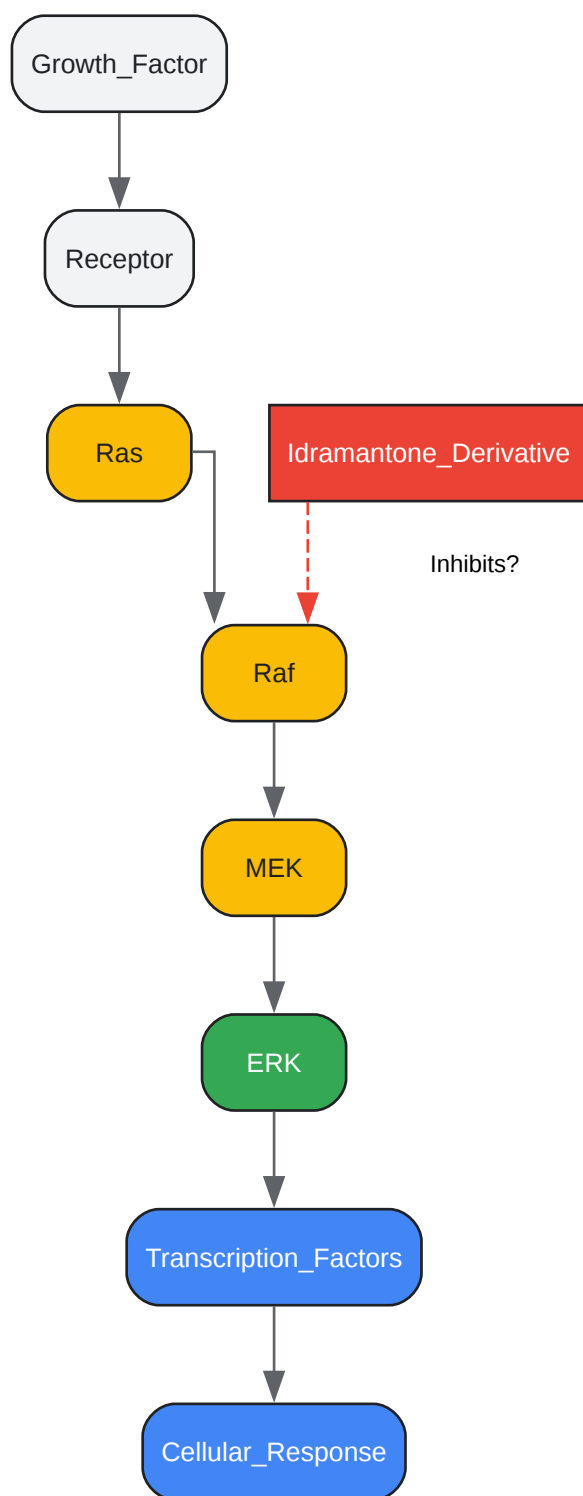 Growth_Factor
Receptor
Ras
Idramantone_Derivative
Inhibits?
Raf
MEK
ERK
Transcription_Factors
Cellular_Response